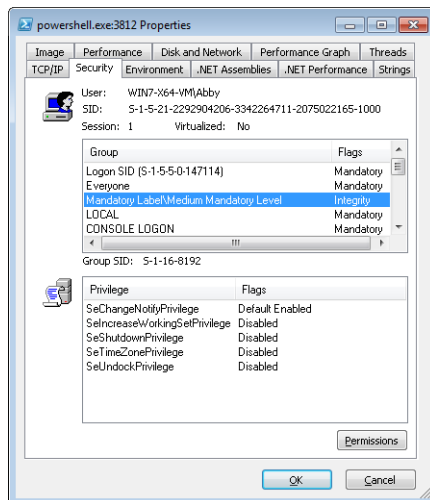 powershell.exe:3812 Properties
Image Performance Disk and Network Performance Graph Threads
TCP/IP Security Environment .NET Assemblies .NET Performance Strings
User: WIN7-X64-VM\Abby
SID: S-1-5-21-2292904206-3342264711-2075022165-1000
Session: 1 Virtualized: No
Group Flags
Logon SID (S-1-5-5-0-147114) Mandatory
Everyone Mandatory
Mandatory Label\Medium Mandatory Level Integrity
LOCAL Mandatory
CONSOLE LOGON Mandatory
Group SID: S-1-16-8192
Privilege Flags
SeChangeNotifyPrivilege Default Enabled
SeIncreaseWorkingSetPrivilege Disabled
SeShutdownPrivilege Disabled
SeTimeZonePrivilege Disabled
SeUndockPrivilege Disabled
Permissions
OK Cancel